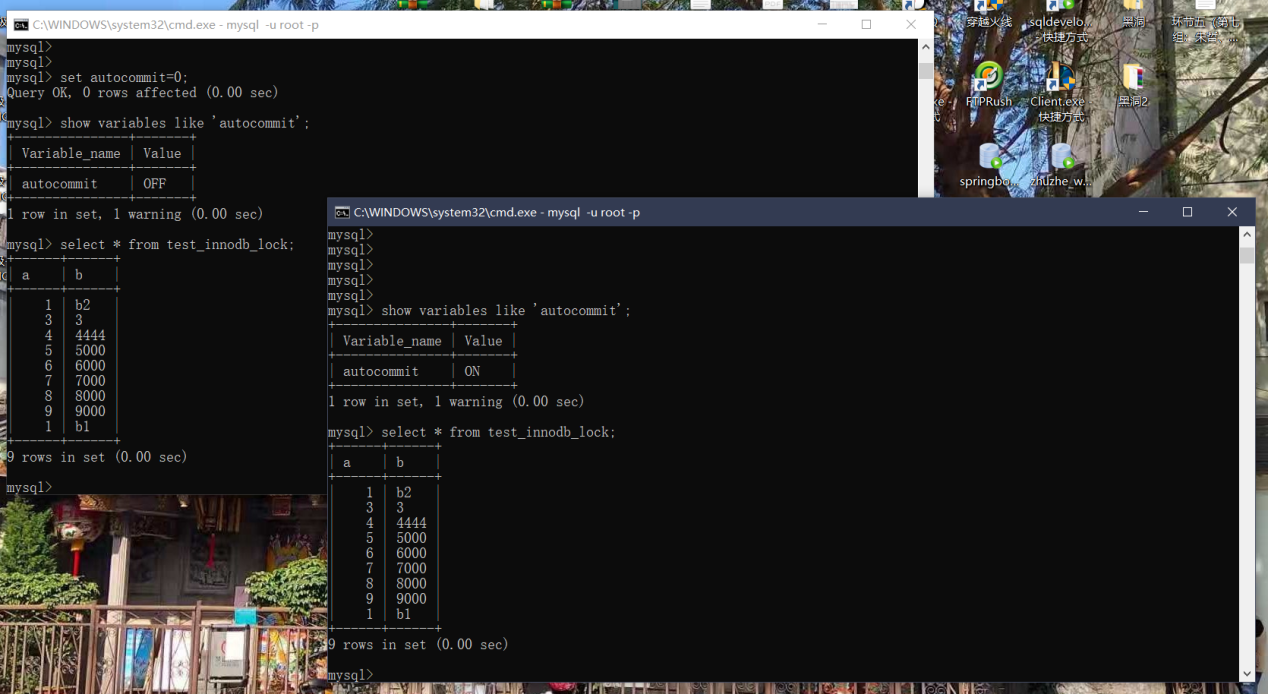 C:\WINDOWS\system32\cmd.exe - mysql -u root -p
mysql>
mysql>
mysql> set autocommit=0;
Query OK, 0 rows affected (0.00 sec)
mysql> show variables like 'autocommit';
+---------------+-------+
| Variable_name | Value |
+---------------+-------+
| autocommit | OFF |
+---------------+-------+
1 row in set, 1 warning (0.00 sec)
mysql> select * from test_innodb_lock;
+------+------+
| a | b |
+------+------+
| 1 | b2 |
| 3 | 3 |
| 4 | 4444 |
| 5 | 5000 |
| 6 | 6000 |
| 7 | 7000 |
| 8 | 8000 |
| 9 | 9000 |
| 1 | b1 |
+------+------+
9 rows in set (0.00 sec)
mysql>
C:\WINDOWS\system32\cmd.exe - mysql -u root -p
mysql>
mysql>
mysql>
mysql>
mysql>
mysql> show variables like 'autocommit';
+---------------+-------+
| Variable_name | Value |
+---------------+-------+
| autocommit | ON |
+---------------+-------+
1 row in set, 1 warning (0.00 sec)
mysql> select * from test_innodb_lock;
+------+------+
| a | b |
+------+------+
| 1 | b2 |
| 3 | 3 |
| 4 | 4444 |
| 5 | 5000 |
| 6 | 6000 |
| 7 | 7000 |
| 8 | 8000 |
| 9 | 9000 |
| 1 | b1 |
+------+------+
9 rows in set (0.00 sec)
mysql>
穿越火线
sqldevelo...
- 快捷方式
黑洞
环节五（第七
组：朱哲、...
FTPRush
Client.exe
- 快捷方式
黑洞2
springbo...
zhuzhe_w...